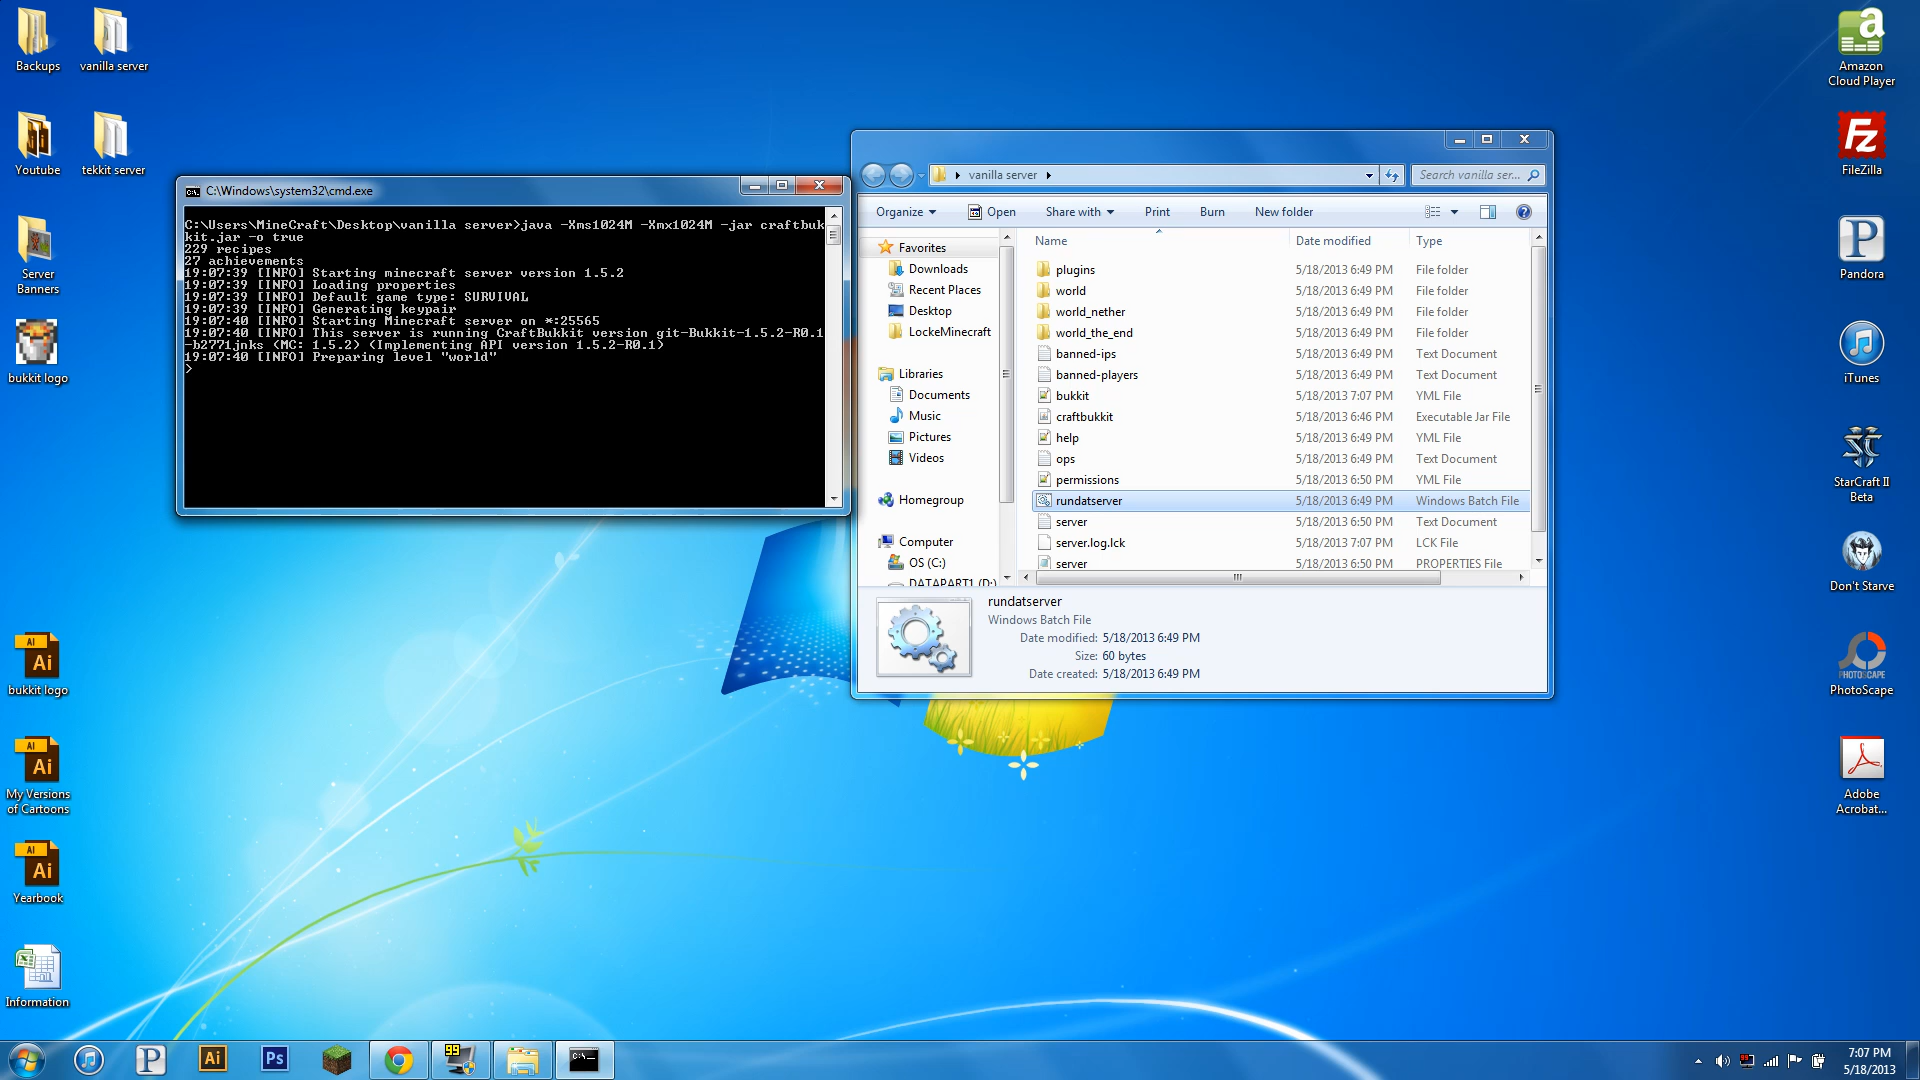 Backups
vanilla server
Youtube
tekkit server
Server
Banners
bukkit logo
Ai
Ai
bukkit logo
Ai
Ai
My Versions
of Cartoons
Ai
Ai
Yearbook
Information
C:\Windows\system32\cmd.exe
C:\Users\MineCraft\Desktop\vanilla server>java -Xms1024M -Xmx1024M -jar craftbuk
kit.jar -o true
229 recipes
27 achievements
19:07:39 [INFO] Starting minecraft server version 1.5.2
19:07:39 [INFO] Loading properties
19:07:39 [INFO] Default game type: SURVIVAL
19:07:39 [INFO] Generating keypair
19:07:40 [INFO] Starting Minecraft server on *:25565
19:07:40 [INFO] This server is running CraftBukkit version git-Bukkit-1.5.2-R0.1
-b2771jnks (MC: 1.5.2) (Implementing API version 1.5.2-R0.1)
19:07:40 [INFO] Preparing level "world"
>
vanilla server
Search vanilla ser...
Organize Open Share with Print Burn New folder
Favorites
Downloads
Recent Places
Desktop
LockeMinecraft
Libraries
Documents
Music
Pictures
Videos
Homegroup
Computer
OS (C:)
DATAPART1 (D:)
Name Date modified Type
plugins 5/18/2013 6:49 PM File folder
world 5/18/2013 6:49 PM File folder
world_nether 5/18/2013 6:49 PM File folder
world_the_end 5/18/2013 6:49 PM File folder
banned-ips 5/18/2013 6:49 PM Text Document
banned-players 5/18/2013 6:49 PM Text Document
bukkit 5/18/2013 7:07 PM YML File
craftbukkit 5/18/2013 6:46 PM Executable Jar File
help 5/18/2013 6:49 PM YML File
ops 5/18/2013 6:49 PM Text Document
permissions 5/18/2013 6:50 PM YML File
rundatserver 5/18/2013 6:49 PM Windows Batch File
server 5/18/2013 6:50 PM Text Document
server.log.lck 5/18/2013 7:07 PM LCK File
server 5/18/2013 6:50 PM PROPERTIES File
rundatserver
Windows Batch File
Date modified: 5/18/2013 6:49 PM
Size: 60 bytes
Date created: 5/18/2013 6:49 PM
a
Amazon
Cloud Player
Fz
FileZilla
P
Pandora
iTunes
SC
StarCraft II
Beta
Don't Starve
PHOTOSCAPE
PhotoScape
Adobe
Acrobat...
P
Ai
Ps
99
C:\_
99
7:07 PM
5/18/2013